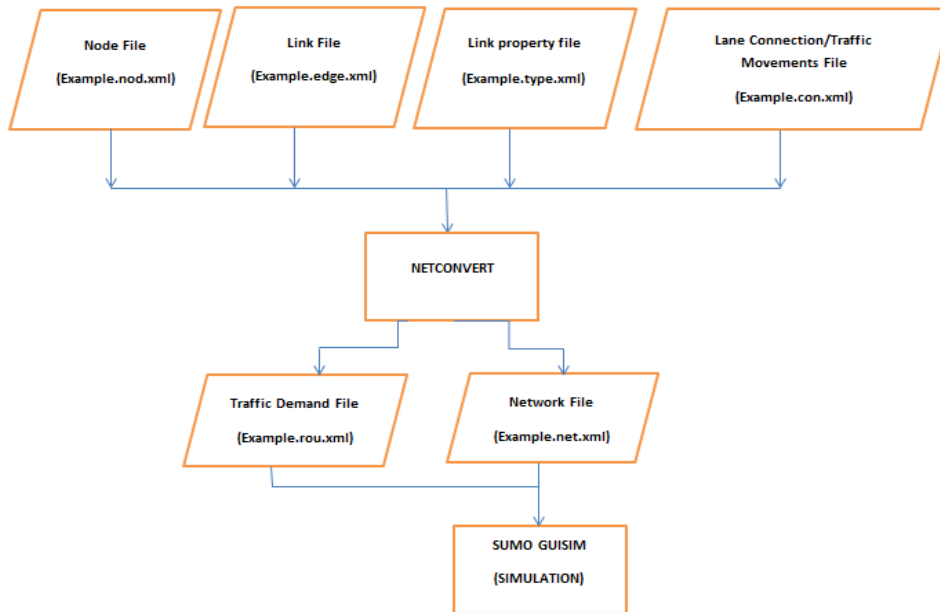 Node File
(Example.nod.xml)
Link File
(Example.edge.xml)
Link property file
(Example.type.xml)
Lane Connection/Traffic
Movements File
(Example.con.xml)
NETCONVERT
Traffic Demand File
(Example.rou.xml)
Network File
(Example.net.xml)
SUMO GUISIM
(SIMULATION)